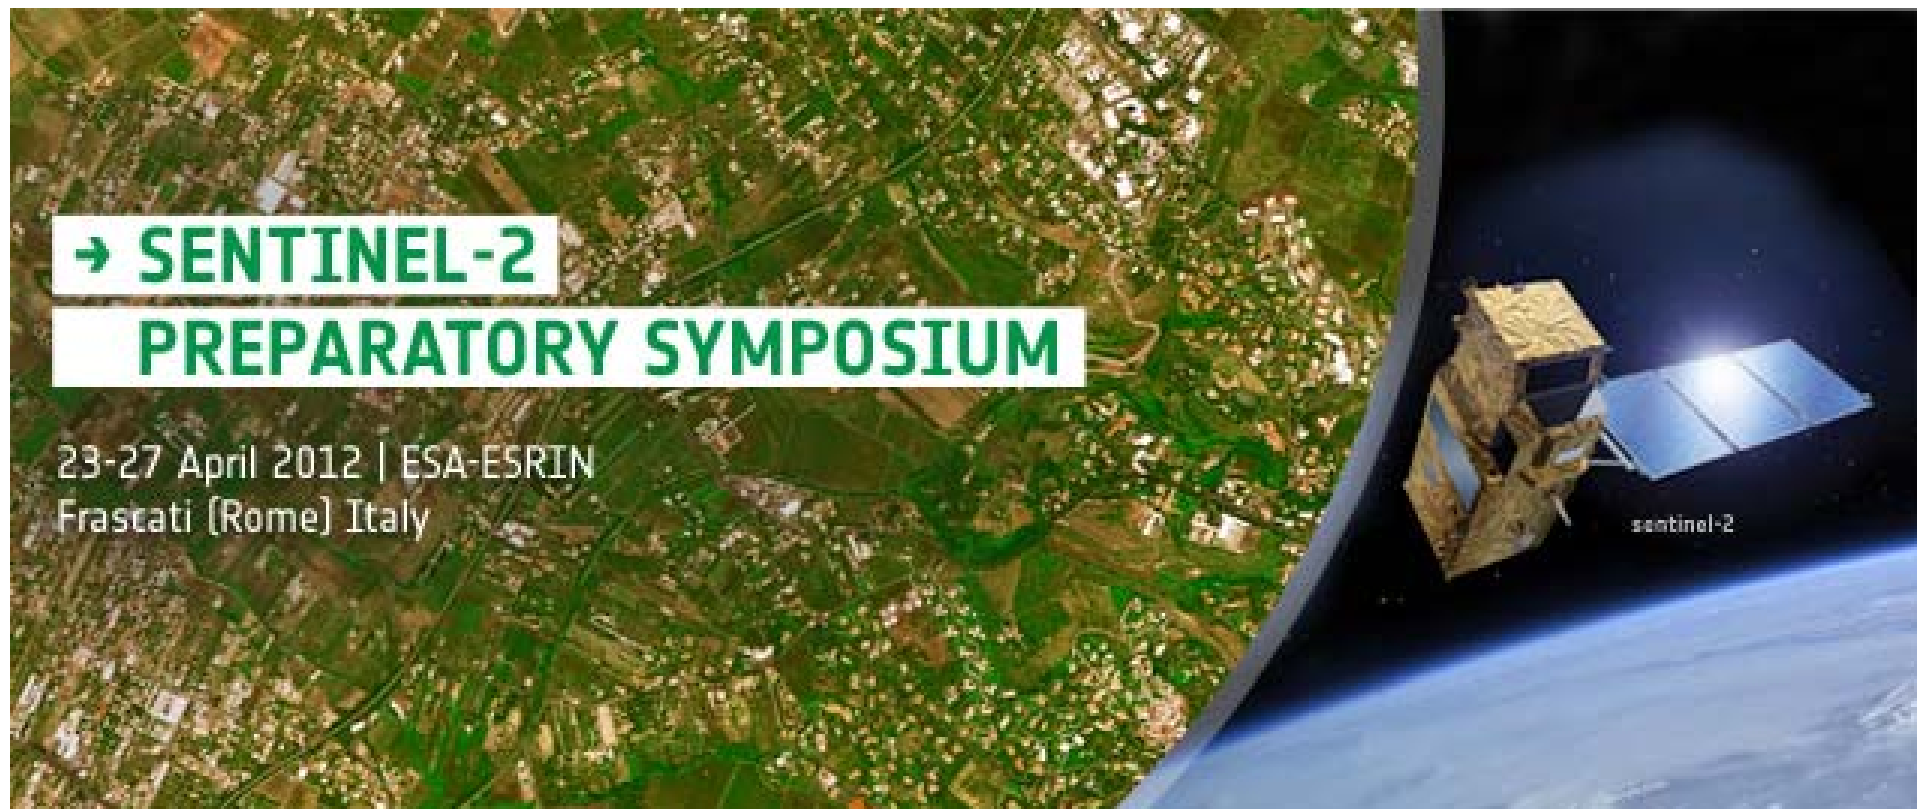 → SENTINEL-2
PREPARATORY SYMPOSIUM
23-27 April 2012 | ESA-ESRIN
Frascati (Rome) Italy
sentinel-2